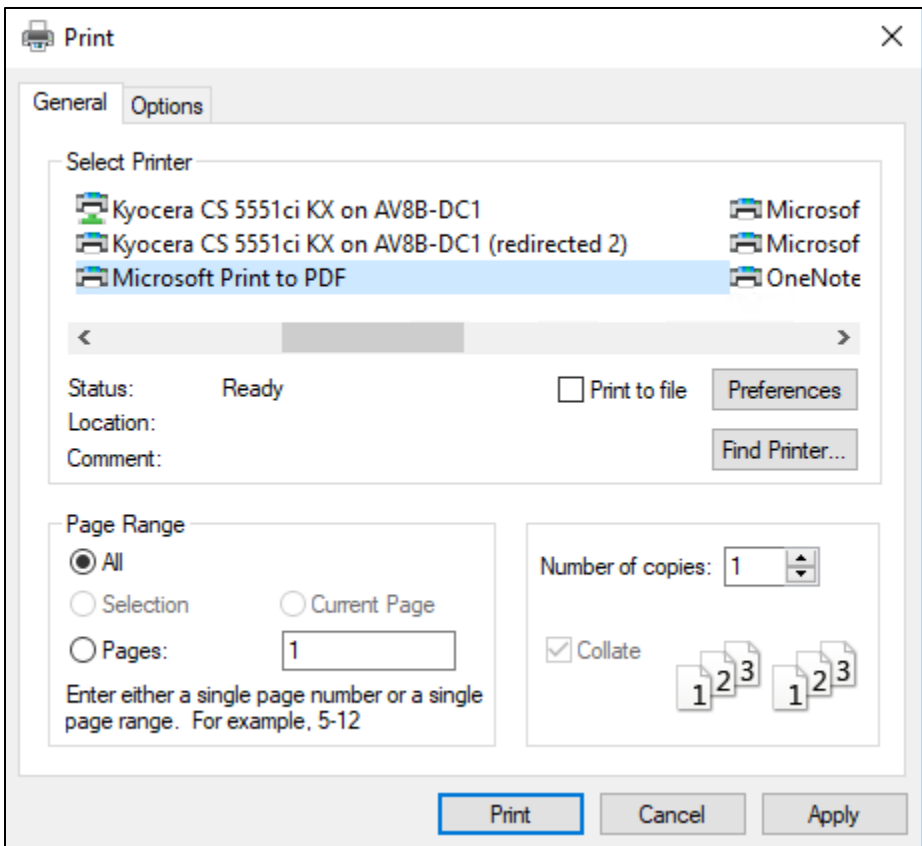 Print
General Options
Select Printer
Kyocera CS 5551ci KX on AV8B-DC1 Microsof
Kyocera CS 5551ci KX on AV8B-DC1 (redirected 2) Microsof
Microsoft Print to PDF OneNote
Status: Ready Print to file Preferences
Location:
Comment: Find Printer...
Page Range
All
Number of copies: 1
Selection Current Page
Collate
Pages: 1
1 2 3 1 2 3
Enter either a single page number or a single
page range. For example, 5-12
Print Cancel Apply